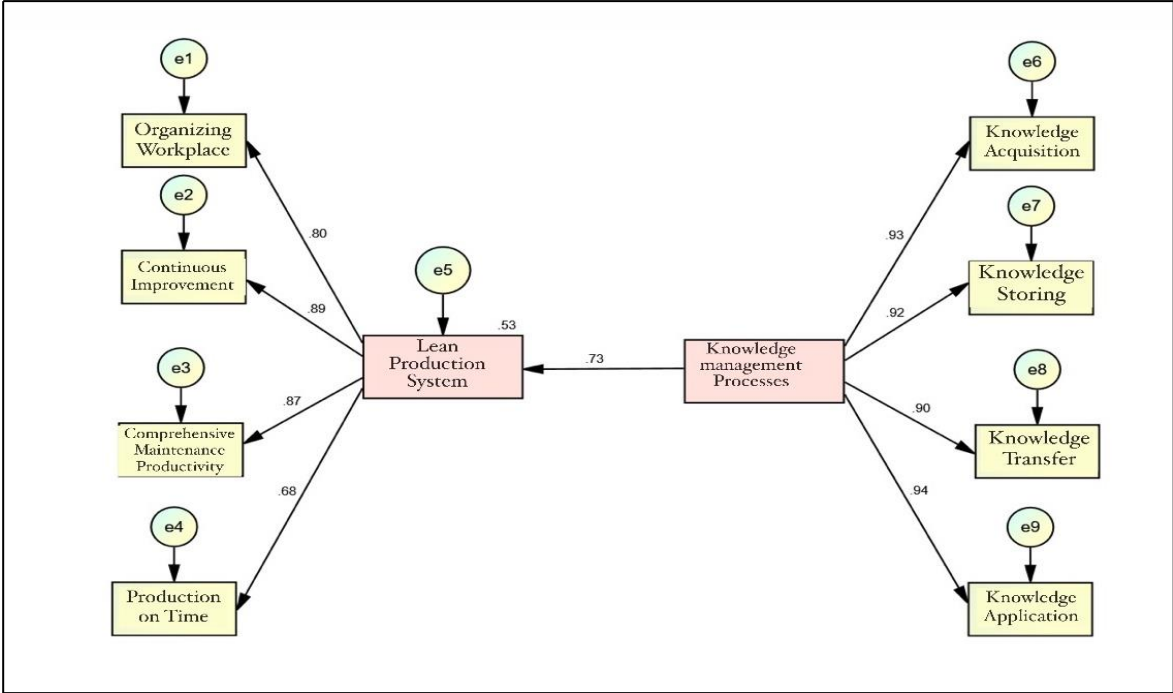 e1
Organizing
Workplace
e2
Continuous
Improvement
e3
Comprehensive
Maintenance
Productivity
e4
Production
on Time
.80
.89
.87
.68
e5
.53
Lean
Production
System
.73
Knowledge
management
Processes
.93
.92
.90
.94
e6
Knowledge
Acquisition
e7
Knowledge
Storing
e8
Knowledge
Transfer
e9
Knowledge
Application